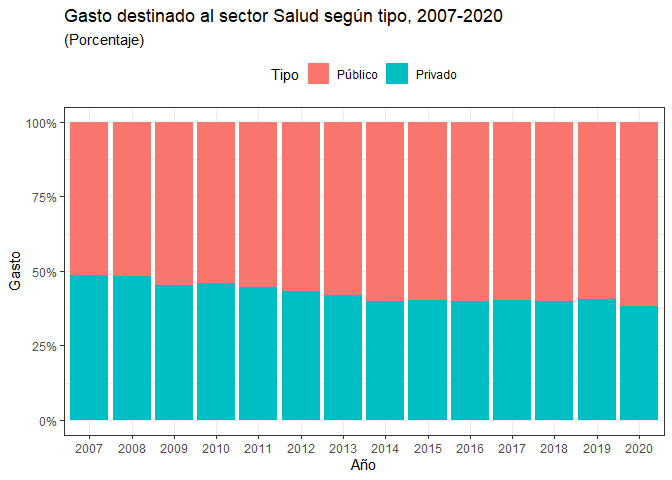 Gasto destinado al sector Salud según tipo, 2007-2020
(Porcentaje)
Tipo Público Privado
100%
75%
50%
25%
0%
Gasto
2007 2008 2009 2010 2011 2012 2013 2014 2015 2016 2017 2018 2019 2020
Año